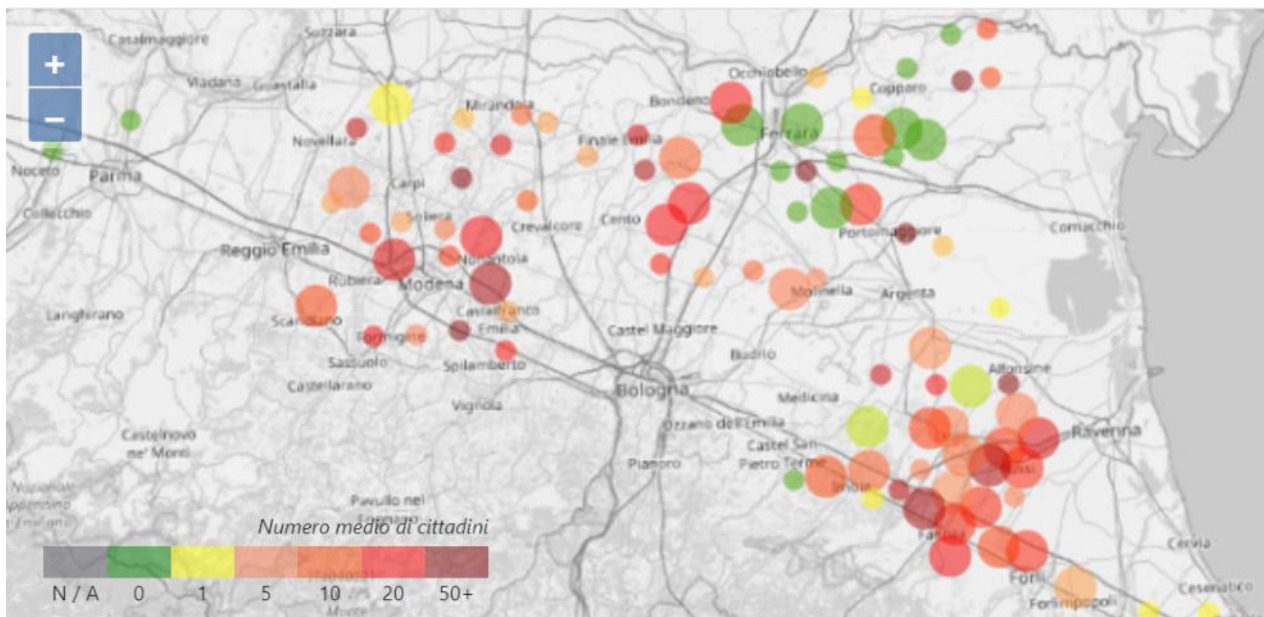 +
−
Casalmaggiore
Suzzara
Viadana
Guastalla
Occhiobello
Copparo
Mirandola
Bondeno
Novellara
Finale Emilia
Ferrara
Noceto
Parma
Carpi
Collecchio
Soliera
Crevalcore
Cento
Portomaggiore
Comacchio
Reggio Emilia
Nonantola
Rubiera
Modena
Molinella
Argenta
Langhirano
Scandiano
Castelfranco
Emilia
Castel Maggiore
Formigine
Sassuolo
Spilamberto
Budrio
Alfonsine
Castellarano
Bologna
Medicina
Vignola
Ozzano dell'Emilia
Ravenna
Castelnovo
ne' Monti
Castel San
Pietro Terme
Pianoro
Imola
Pavullo nel
Frignano
Numero medio di cittadini
Faenza
Cervia
Forlì
Cesenatico
Forlimpopoli
N / A 0 1 5 10 20 50+